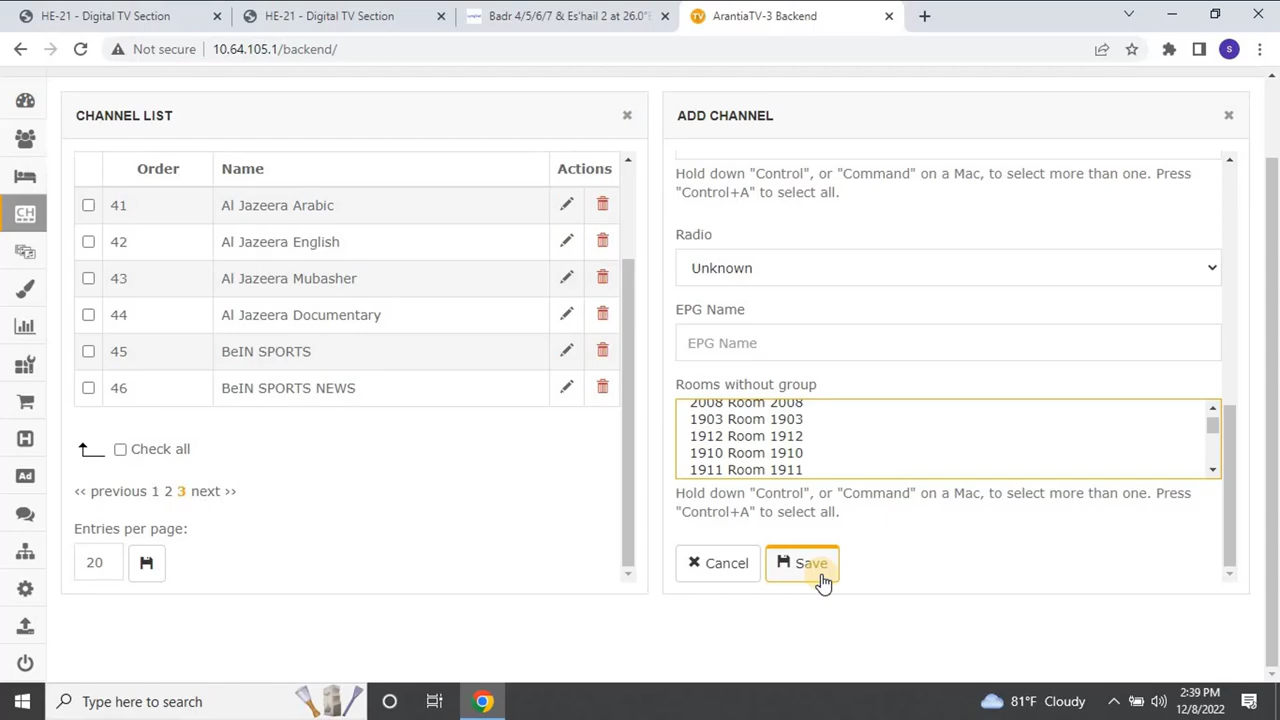 HE-21 - Digital TV Section
HE-21 - Digital TV Section
Badr 4/5/6/7 & Es'hail 2 at 26.0°E
ArantiaTV-3 Backend
Not secure
10.64.105.1/backend/
S
CHANNEL LIST
ADD CHANNEL
Order Name Actions
41 Al Jazeera Arabic
42 Al Jazeera English
43 Al Jazeera Mubasher
44 Al Jazeera Documentary
45 BeIN SPORTS
46 BeIN SPORTS NEWS
Check all
<< previous 1 2 3 next >>
Entries per page:
20
Hold down "Control", or "Command" on a Mac, to select more than one. Press
"Control+A" to select all.
Radio
Unknown
EPG Name
EPG Name
Rooms without group
2008 Room 2008
1903 Room 1903
1912 Room 1912
1910 Room 1910
1911 Room 1911
Hold down "Control", or "Command" on a Mac, to select more than one. Press
"Control+A" to select all.
Cancel
Save
CH
H
Ad
TV
Type here to search
81°F Cloudy
2:39 PM
12/8/2022